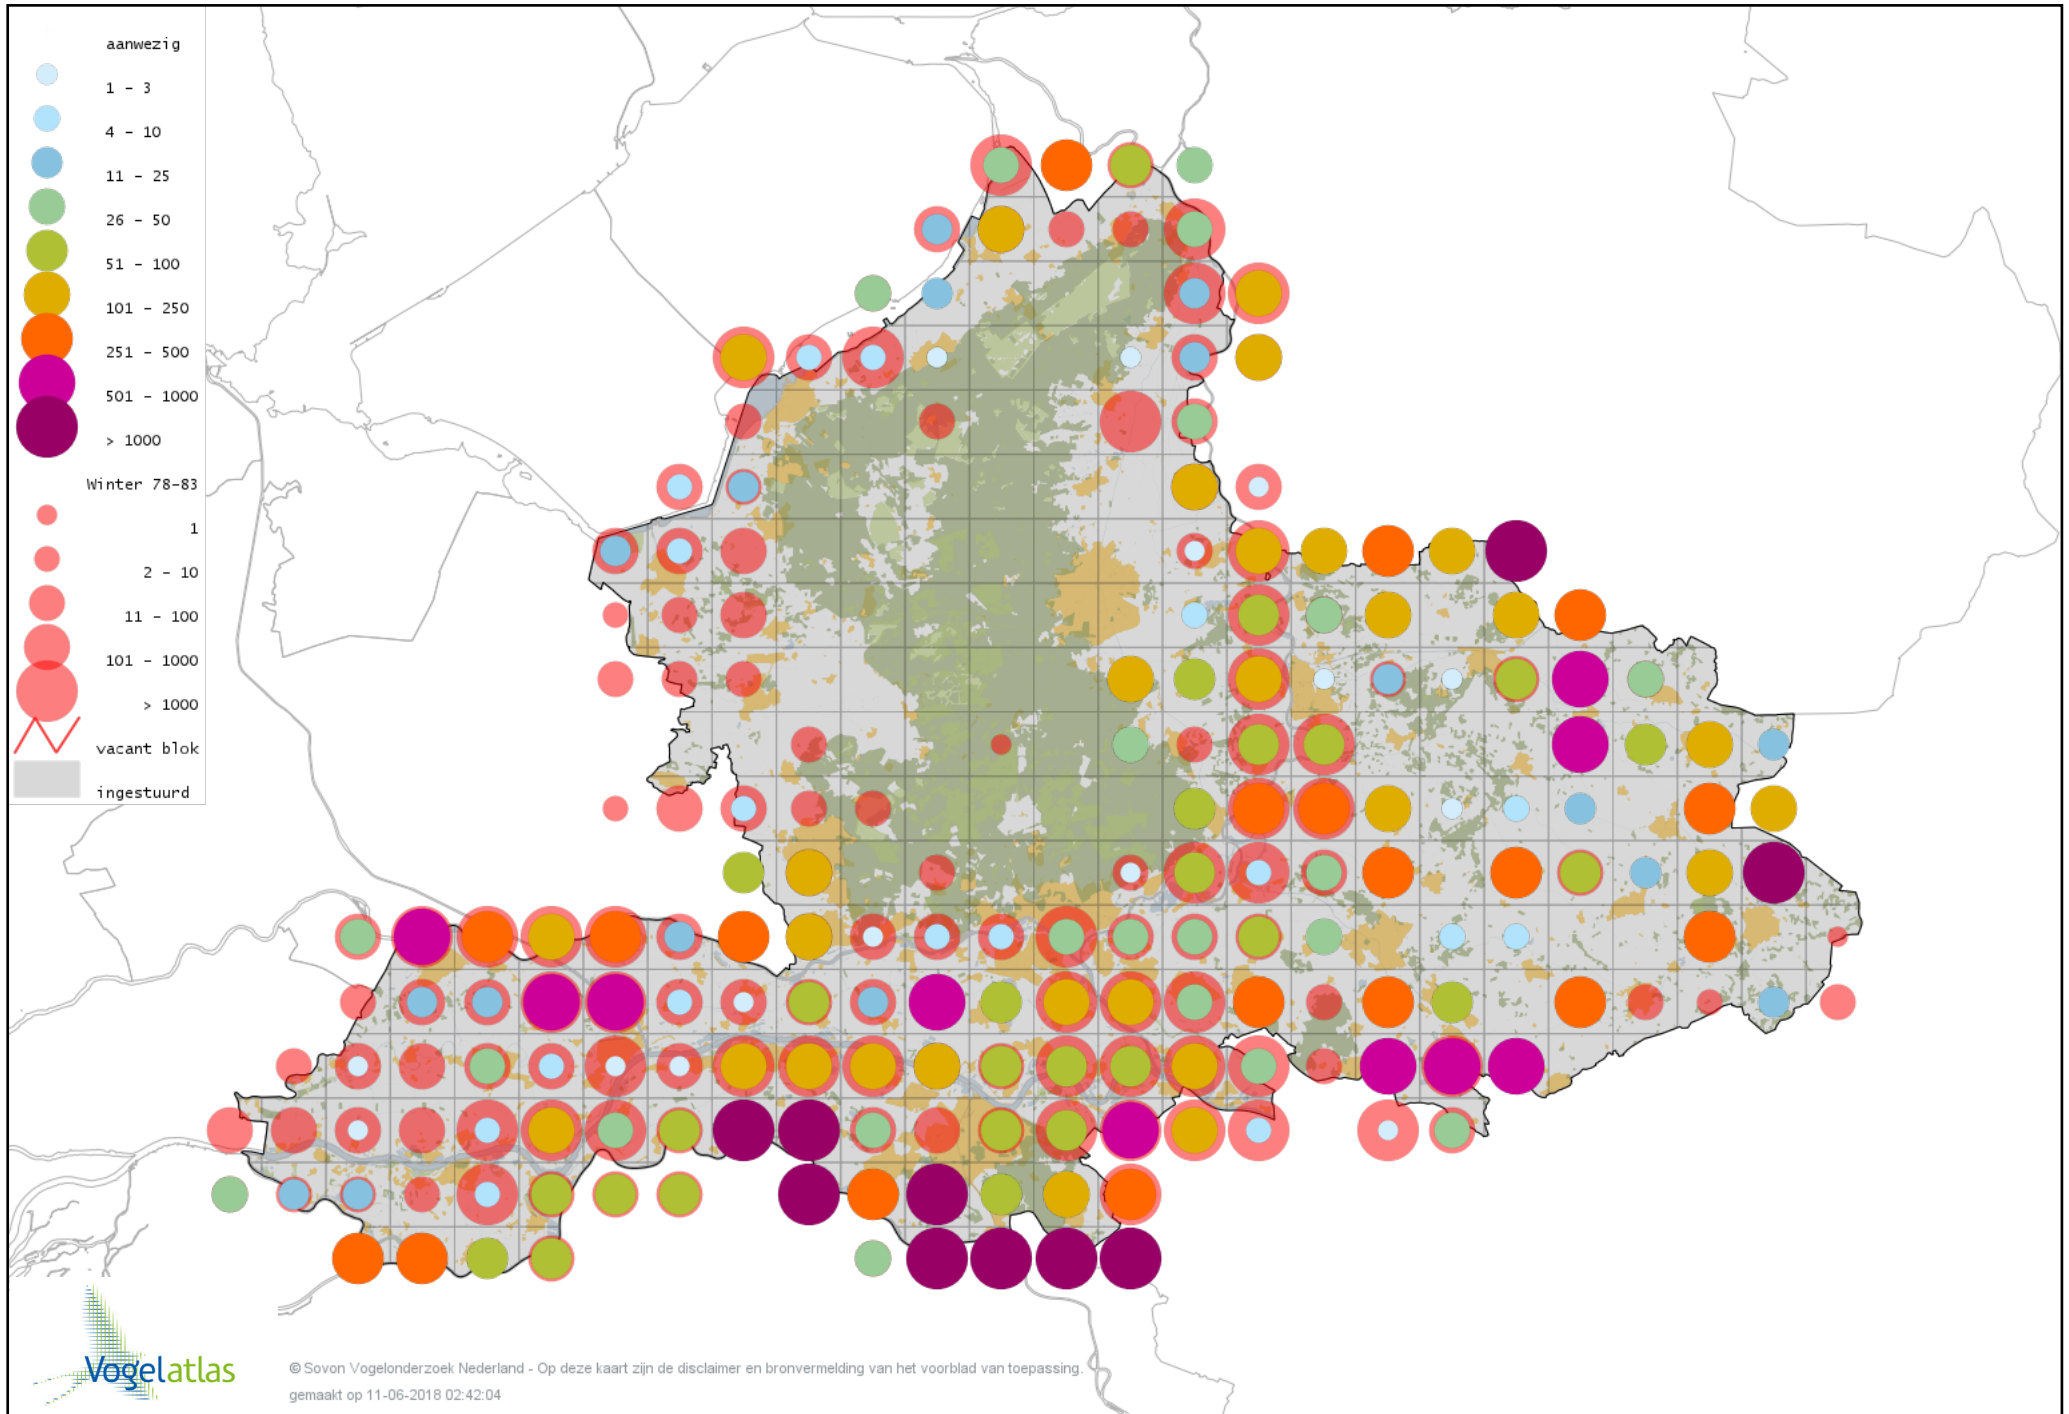 aanwezig
1 - 3
4 - 10
11 - 25
26 - 50
51 - 100
101 - 250
251 - 500
501 - 1000
> 1000
Winter 78-83
1
2 - 10
11 - 100
101 - 1000
> 1000
vacant blok
ingestuurd
Vogelatlas
© Sovon Vogelonderzoek Nederland - Op deze kaart zijn de disclaimer en bronvermelding van het voorblad van toepassing.
gemaakt op 11-06-2018 02:42:04